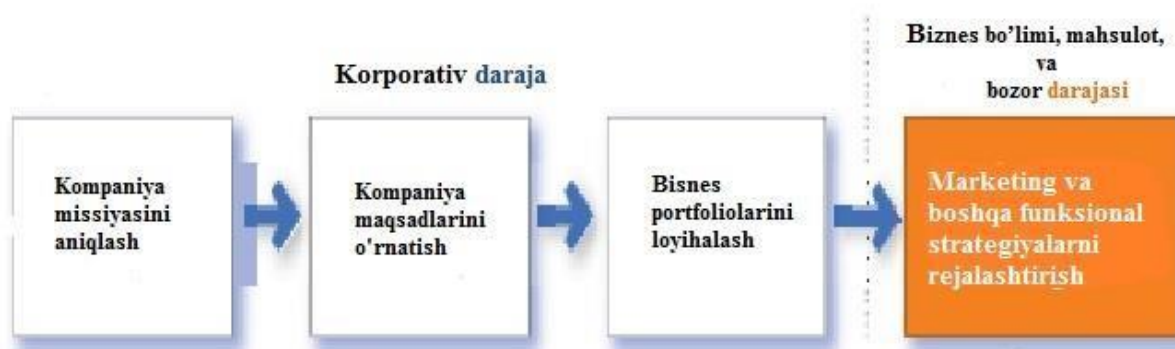 Korporativ daraja
Biznes bo'limi, mahsulot,
va
bozor darajasi
Kompaniya
missiyasini
aniqlash
Kompaniya
maqsadlarini
o'rnatish
Bisnes
portfoliolarini
loyihalash
Marketing va
boshqa funksional
strategiyalarni
rejalashtirish